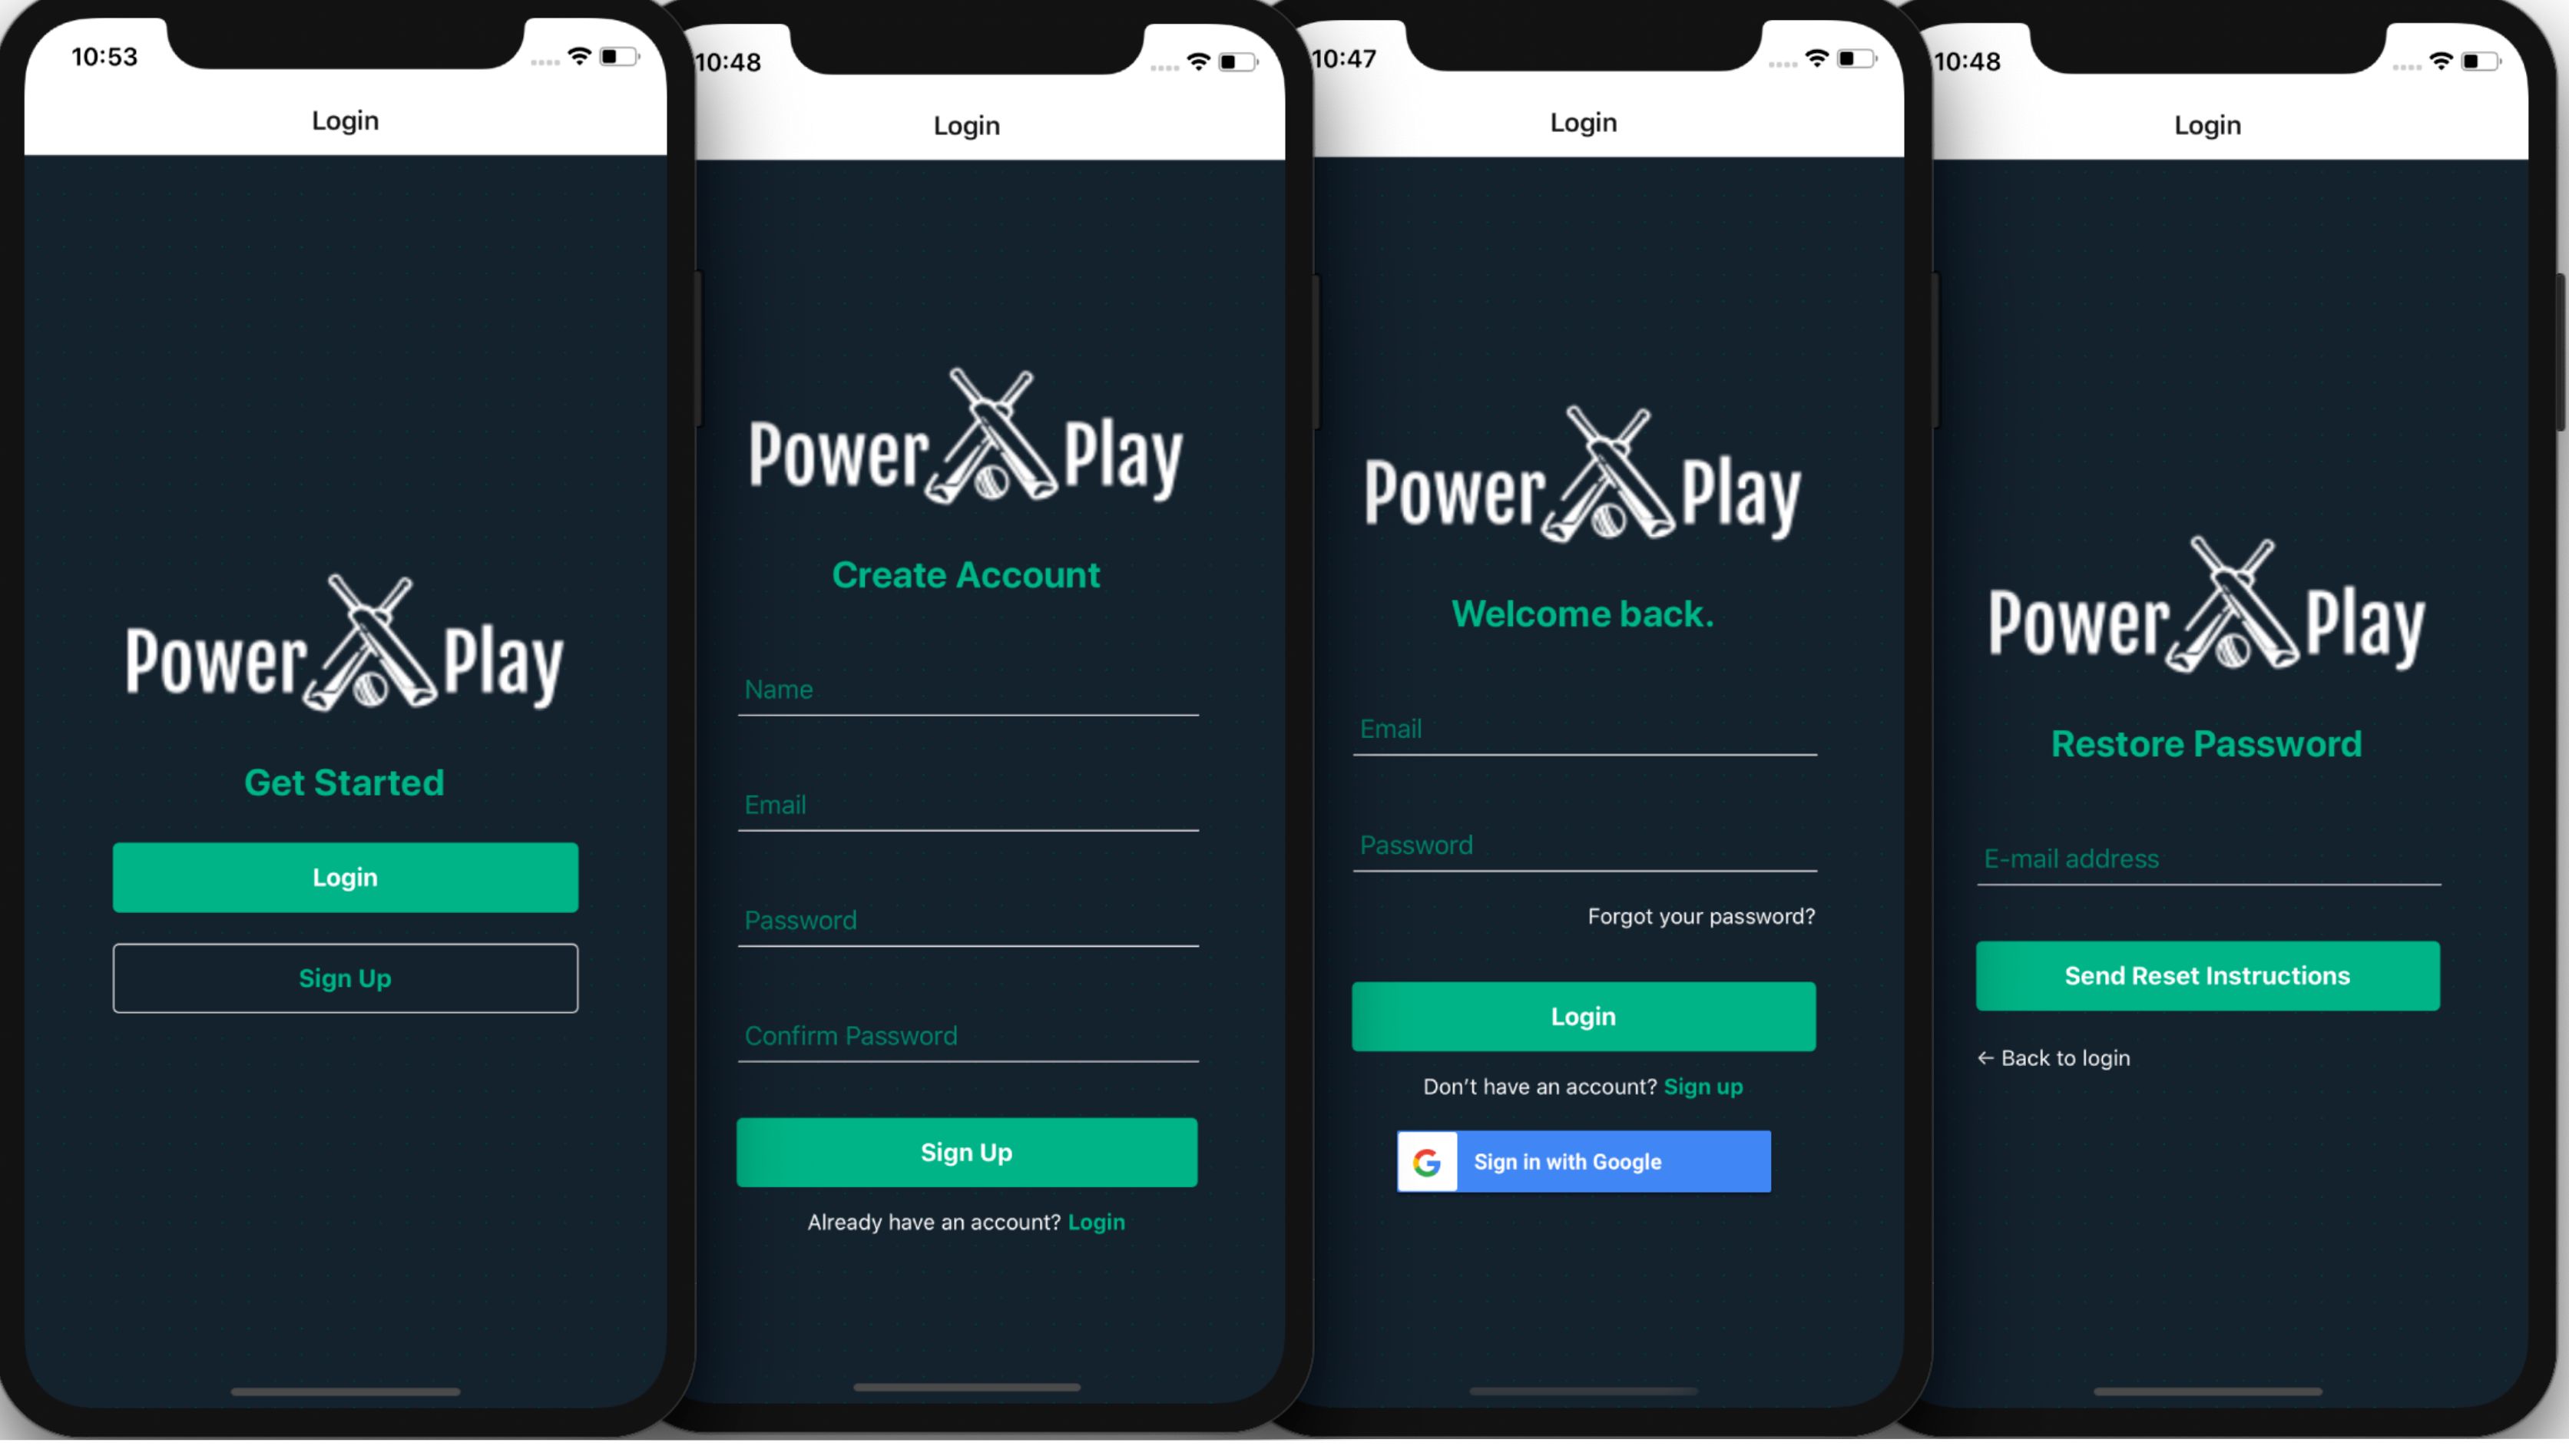 10:53
Login
Power Play
Get Started
Login
Sign Up
10:48
Login
Power Play
Create Account
Name
Email
Password
Confirm Password
Sign Up
Already have an account? Login
10:47
Login
Power Play
Welcome back.
Email
Password
Forgot your password?
Login
Don't have an account? Sign up
G Sign in with Google
10:48
Login
Power Play
Restore Password
E-mail address
Send Reset Instructions
← Back to login